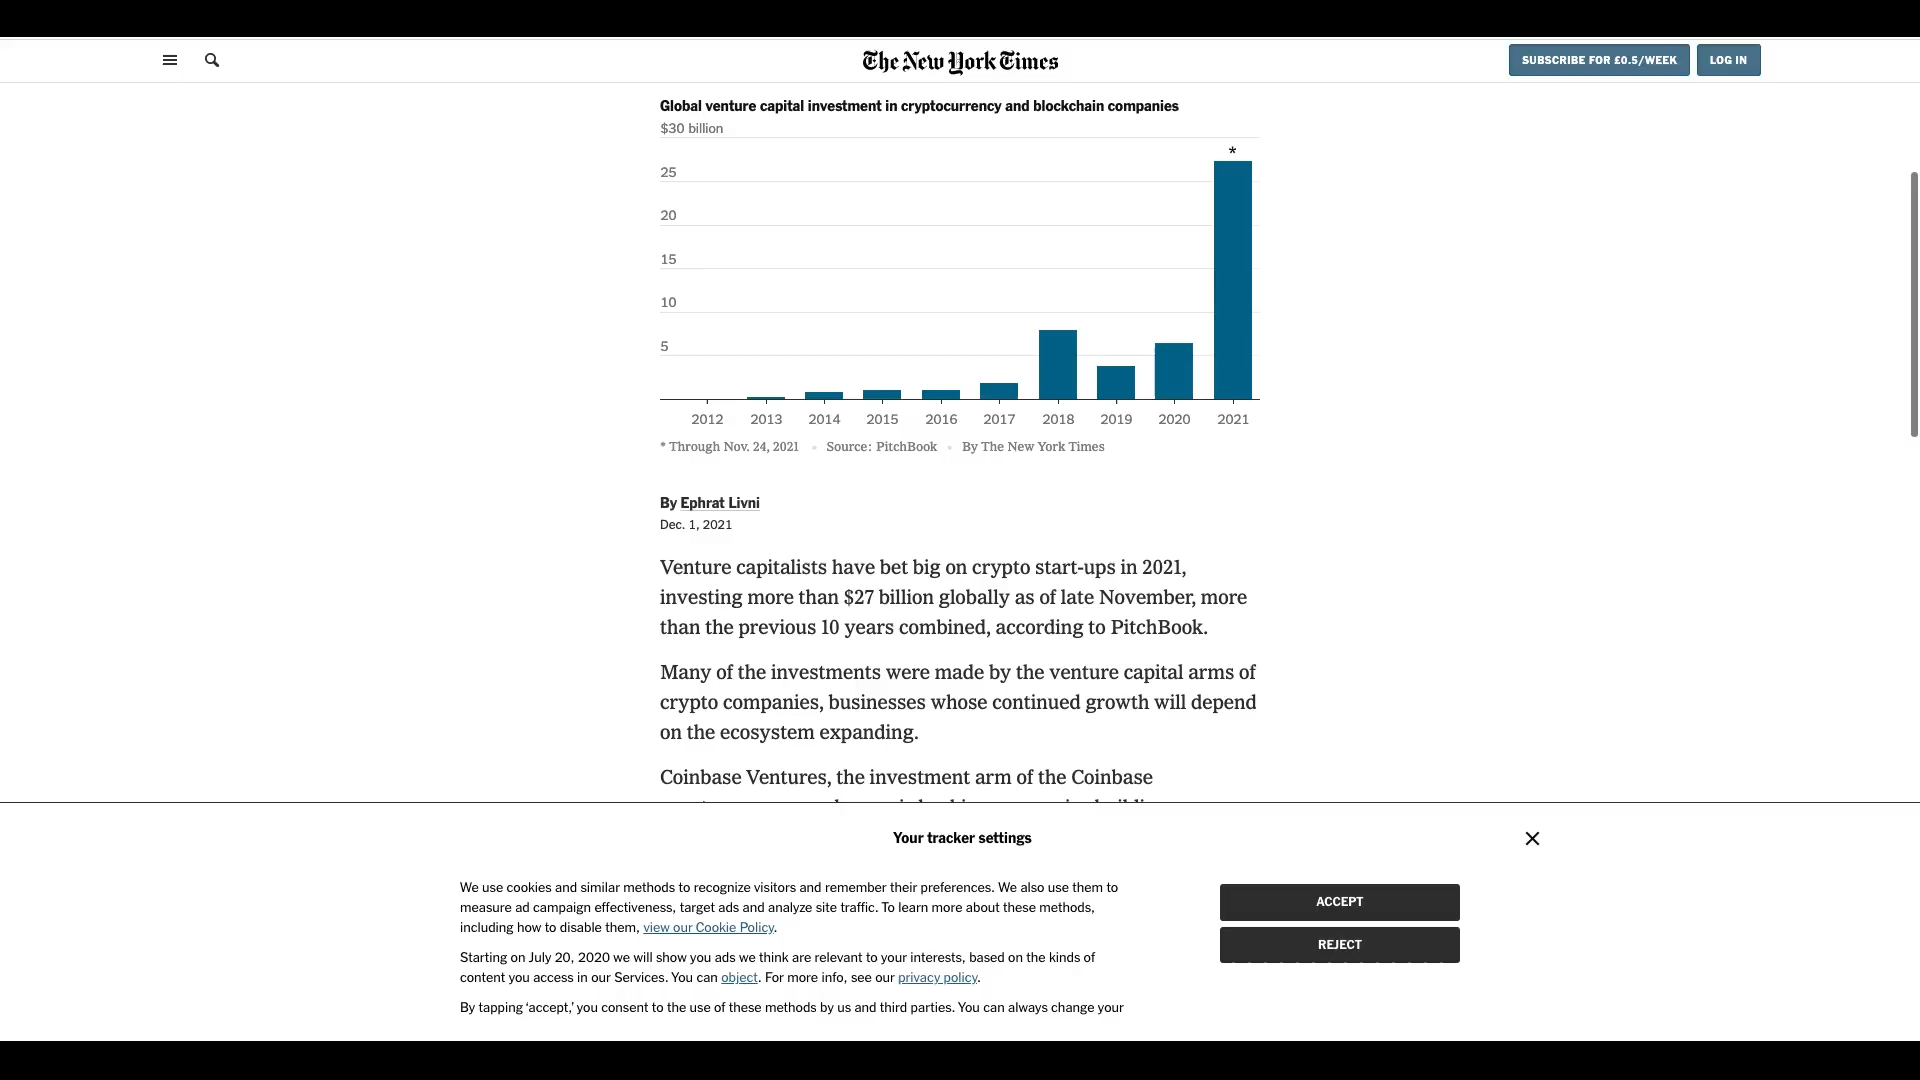 The New York Times
SUBSCRIBE FOR £0.5/WEEK
LOG IN
Global venture capital investment in cryptocurrency and blockchain companies
$30 billion
*
25
20
15
10
5
2012 2013 2014 2015 2016 2017 2018 2019 2020 2021
* Through Nov. 24, 2021 • Source: PitchBook • By The New York Times
By Ephrat Livni
Dec. 1, 2021
Venture capitalists have bet big on crypto start-ups in 2021,
investing more than $27 billion globally as of late November, more
than the previous 10 years combined, according to PitchBook.
Many of the investments were made by the venture capital arms of
crypto companies, businesses whose continued growth will depend
on the ecosystem expanding.
Coinbase Ventures, the investment arm of the Coinbase
Your tracker settings
We use cookies and similar methods to recognize visitors and remember their preferences. We also use them to
measure ad campaign effectiveness, target ads and analyze site traffic. To learn more about these methods,
including how to disable them, view our Cookie Policy.
Starting on July 20, 2020 we will show you ads we think are relevant to your interests, based on the kinds of
content you access in our Services. You can object. For more info, see our privacy policy.
By tapping ‘accept,’ you consent to the use of these methods by us and third parties. You can always change your
ACCEPT
REJECT